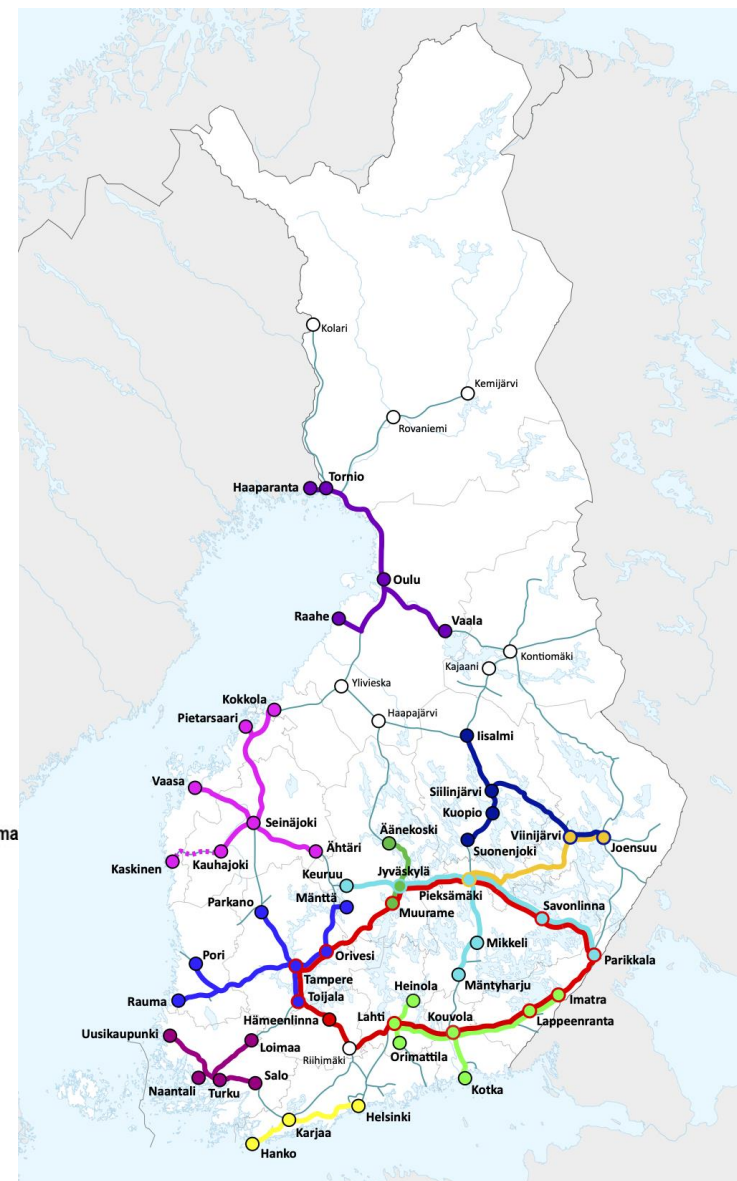 Kolari
Kemijärvi
Rovaniemi
Tornio
Haaparanta
Oulu
Raahe
Vaala
Kontiomäki
Kajaani
Ylivieska
Kokkola
Pietarsaari
Haapajärvi
Iisalmi
Vaasa
Siilinjärvi
Kuopio
Seinäjoki
ma
Äänekoski
Viinijärvi
Joensuu
Ähtäri
Suonenjoki
Kaskinen
Kauhajoki
Keuruu
Jyväskylä
Pieksämäki
Mänttä
Parkano
Muurame
Savonlinna
Mikkeli
Orivesi
Pori
Parikkala
Tampere
Mäntyharju
Heinola
Rauma
Toijala
Imatra
Hämeenlinna
Lahti
Kouvola
Lappeenranta
Uusikaupunki
Loimaa
Riihimäki
Orimattila
Salo
Naantali
Turku
Kotka
Helsinki
Karjaa
Hanko